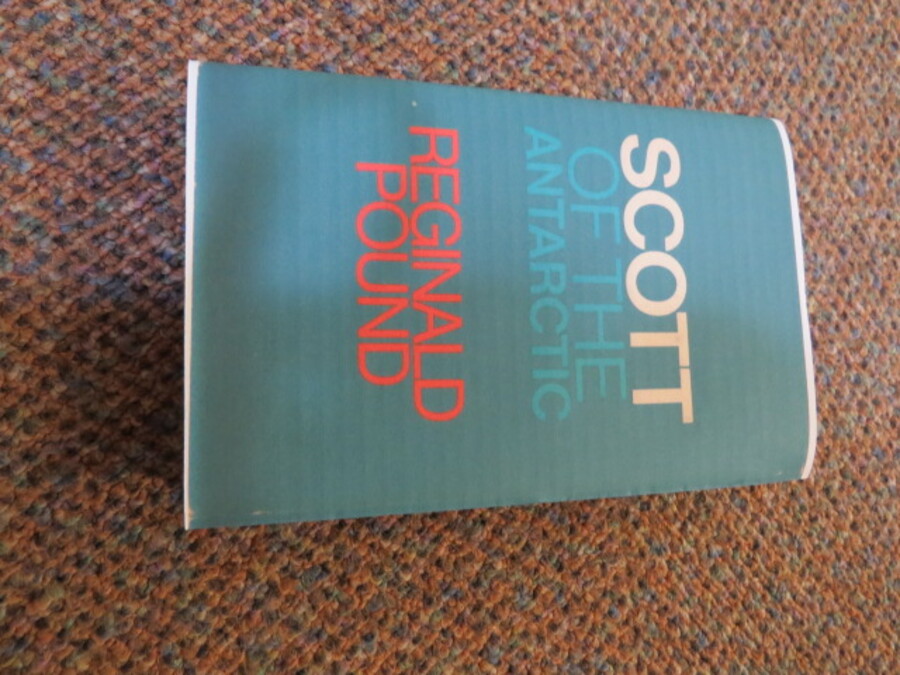 SCOTT
OF THE
ANTARCTIC
REGINALD
POUND